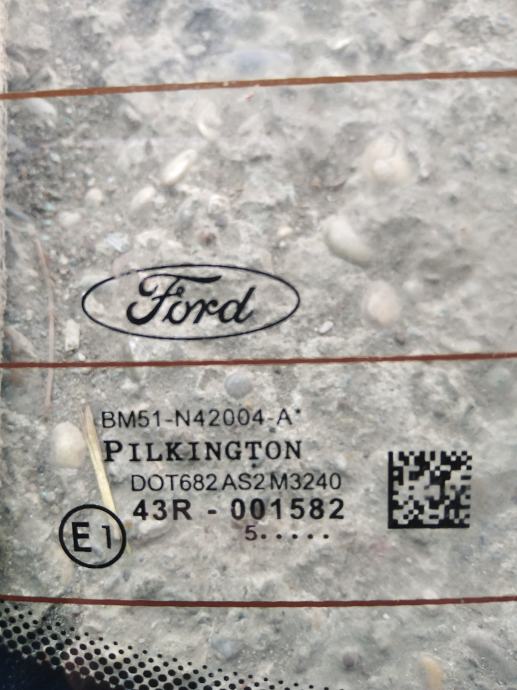 Ford
BM51-N42004-A*
PILKINGTON
DOT682 AS2 M3240
43R - 001582
E1
5.....